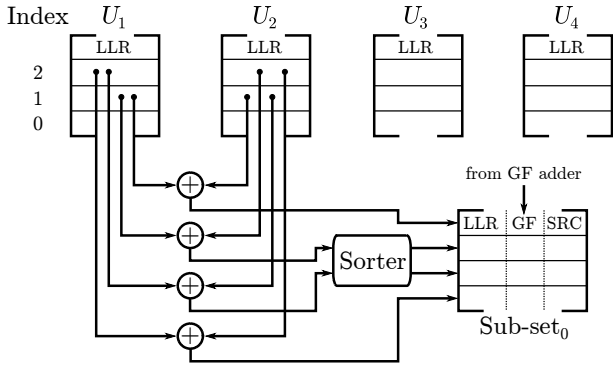 Index U₁ U₂ U₃ U₄
LLR LLR LLR LLR
2
1
0
from GF adder
+
LLR GF SRC
+
Sorter
+
Sub-set₀
+